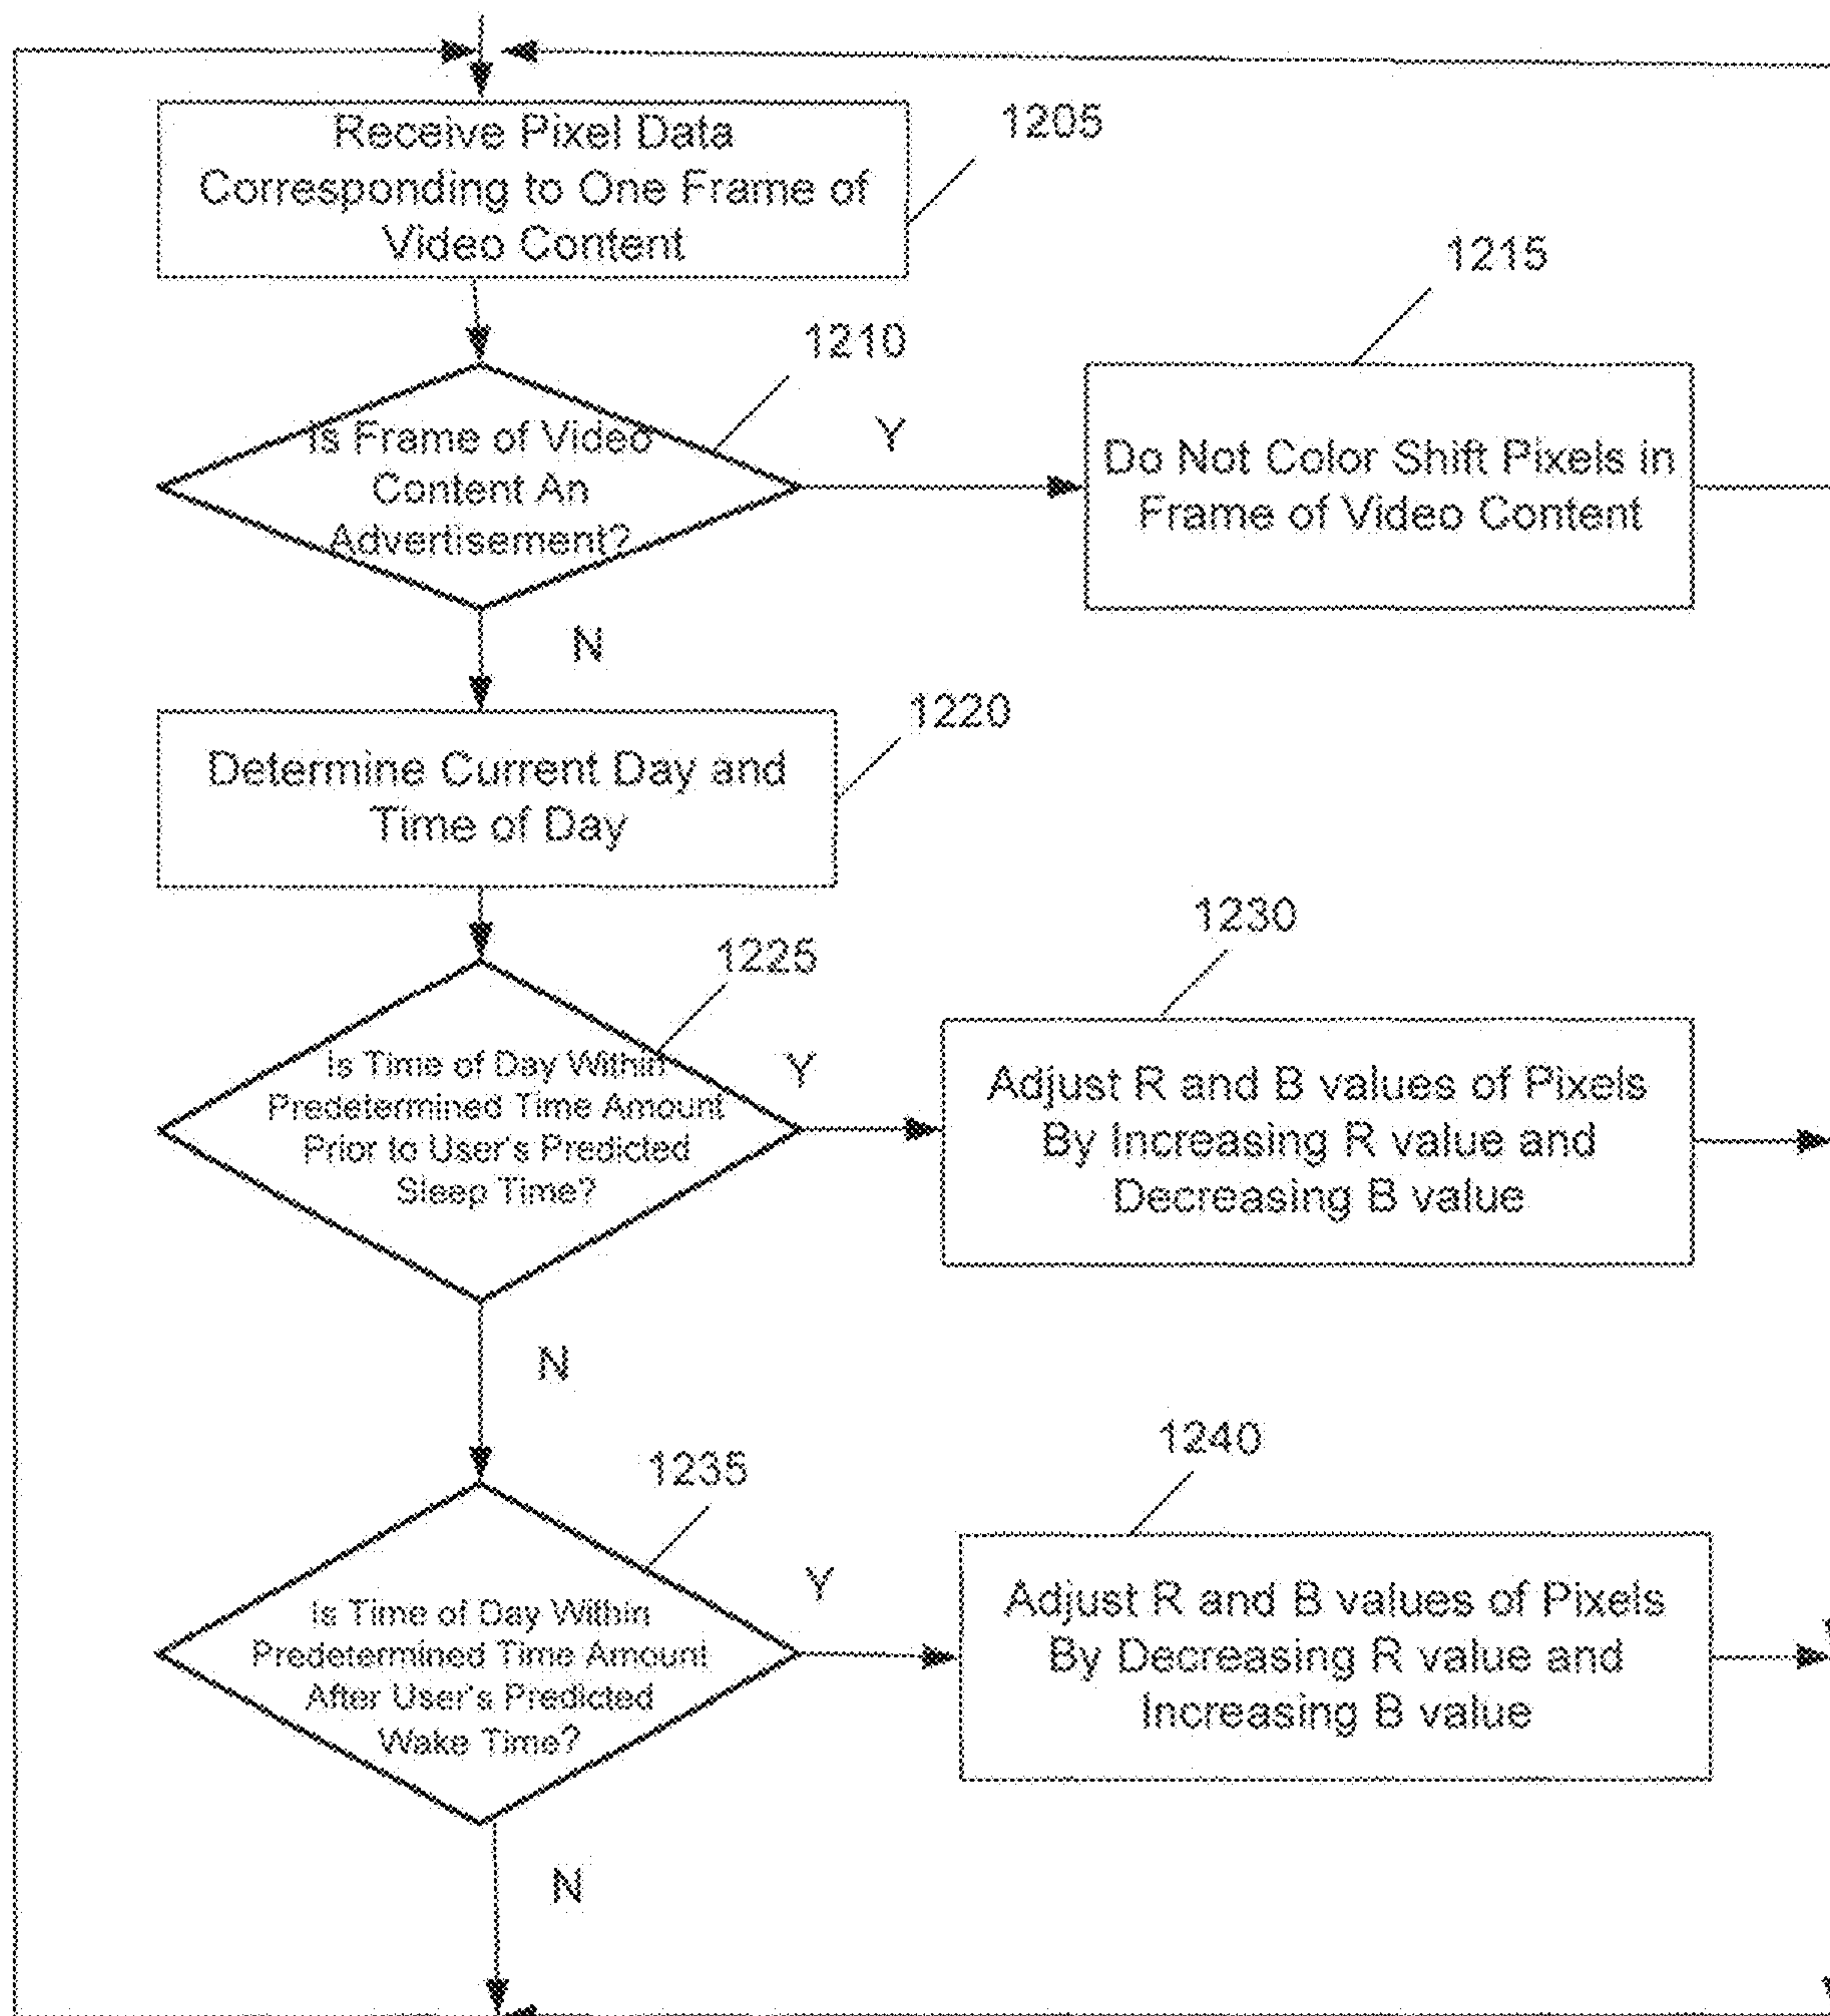 Receive Pixel Data
Corresponding to One Frame of
Video Content
1205
Is Frame of Video
Content An
Advertisement?
1210
Y
Do Not Color Shift Pixels in
Frame of Video Content
1215
N
Determine Current Day and
Time of Day
1220
Is Time of Day Within
Predetermined Time Amount
Prior to User's Predicted
Sleep Time?
1225
Y
Adjust R and B values of Pixels
By Increasing R value and
Decreasing B value
1230
N
Is Time of Day Within
Predetermined Time Amount
After User's Predicted
Wake Time?
1235
Y
Adjust R and B values of Pixels
By Decreasing R value and
Increasing B value
1240
N